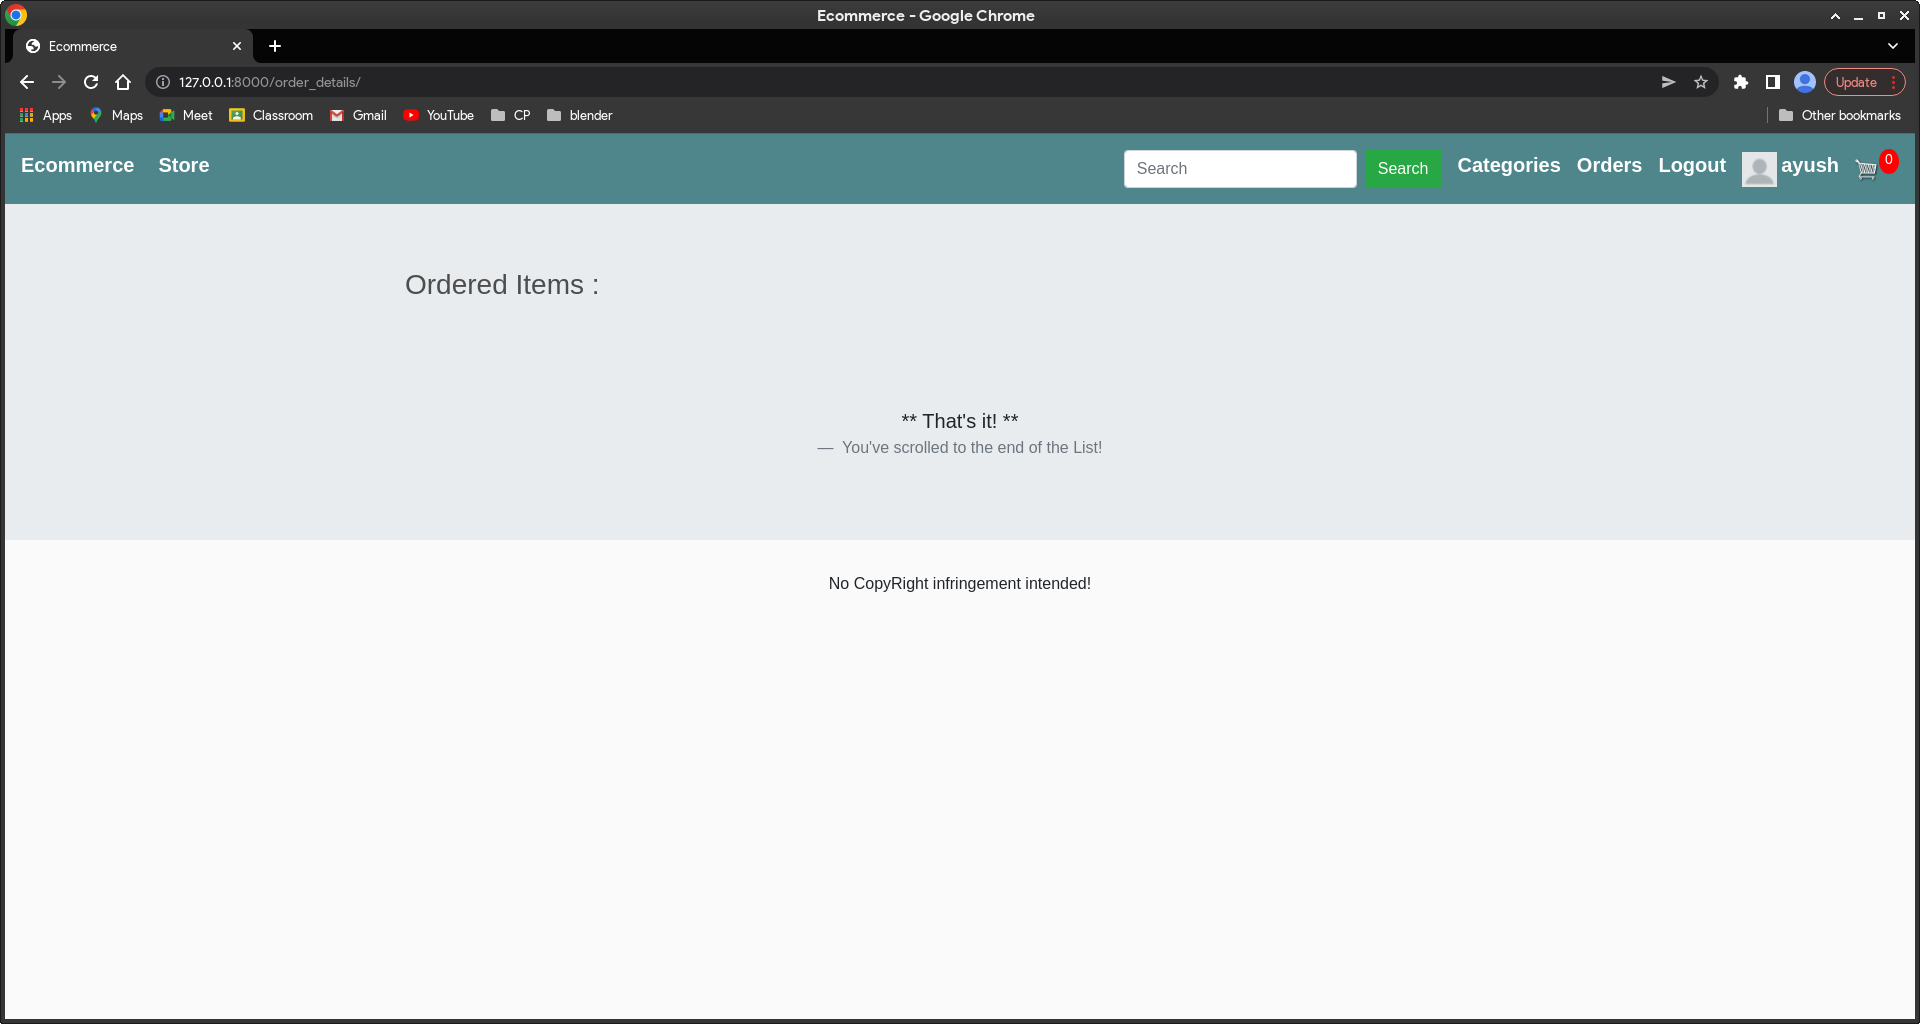 Ecommerce - Google Chrome
Ecommerce
127.0.0.1:8000/order_details/
Update
Apps Maps Meet Classroom Gmail YouTube CP blender Other bookmarks
Ecommerce Store Search Search Categories Orders Logout ayush 0
Ordered Items :
** That's it! **
— You've scrolled to the end of the List!
No CopyRight infringement intended!